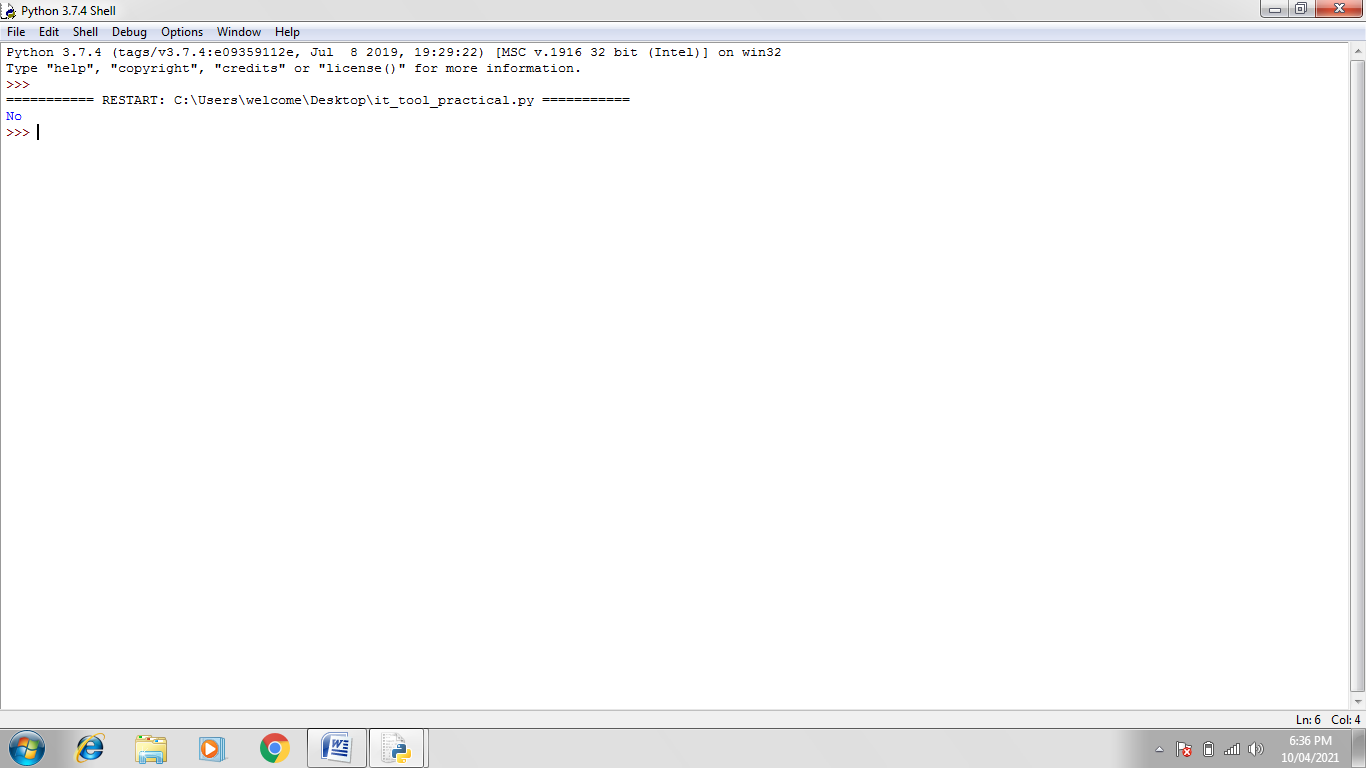 Python 3.7.4 Shell
File Edit Shell Debug Options Window Help
Python 3.7.4 (tags/v3.7.4:e09359112e, Jul  8 2019, 19:29:22) [MSC v.1916 32 bit (Intel)] on win32
Type "help", "copyright", "credits" or "license()" for more information.
>>>
=========== RESTART: C:\Users\welcome\Desktop\it_tool_practical.py ===========
No
>>>
Ln: 6 Col: 4
6:36 PM
10/04/2021